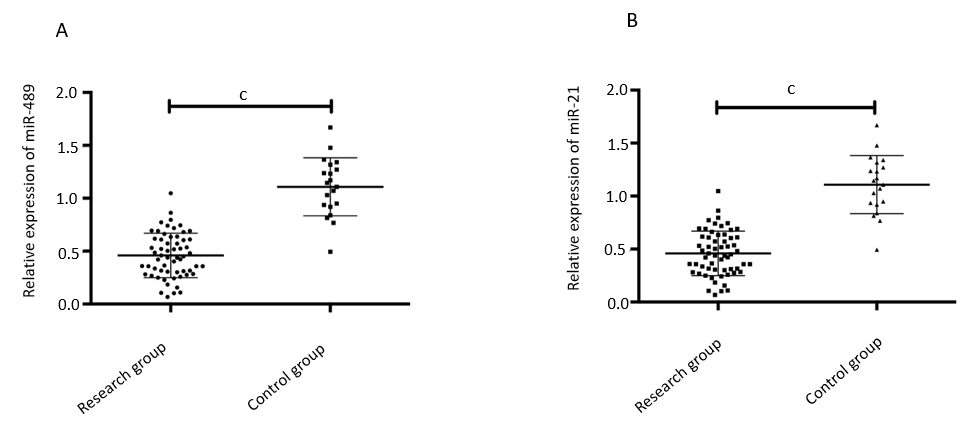 A
Relative expression of miR-489
2.0
1.5
1.0
0.5
0.0
c
Research group
Control group
B
Relative expression of miR-21
2.0
1.5
1.0
0.5
0.0
c
Research group
Control group